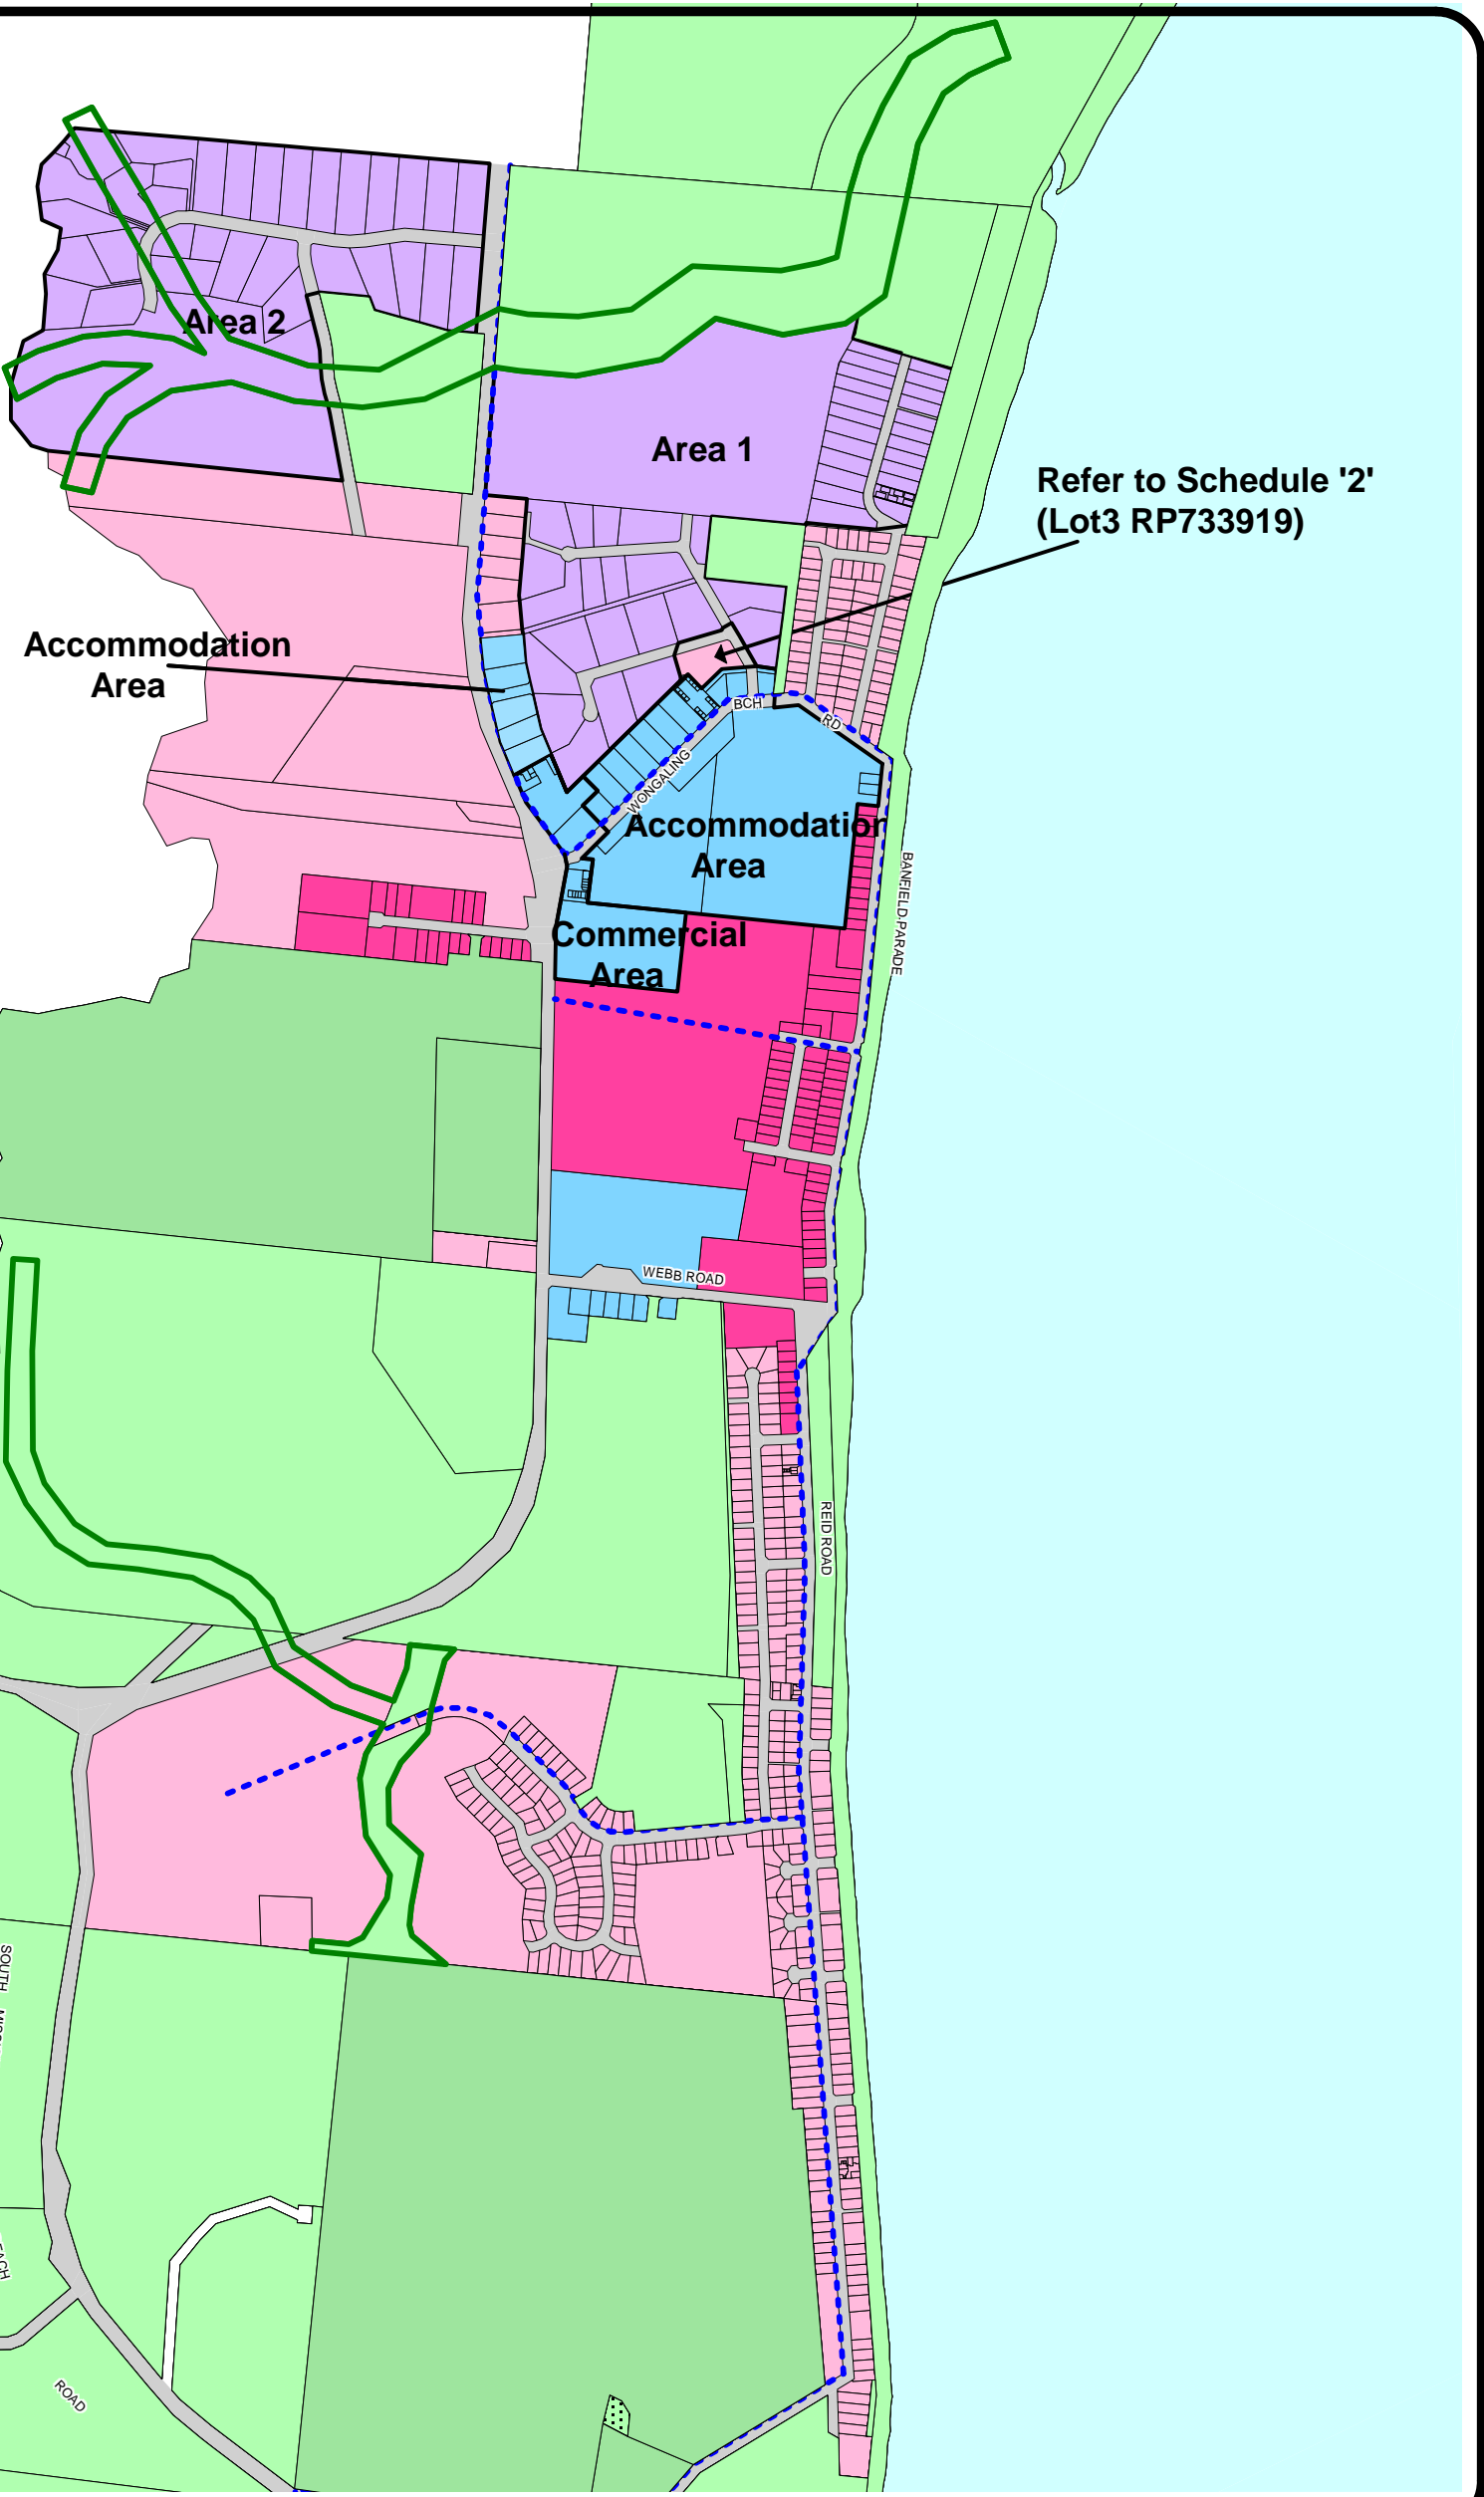 Area 2
Area 1
Refer to Schedule '2'
(Lot3 RP733919)
Accommodation
Area
BCH
RD
WONGALING
Accommodation
Area
BANFIELD PARADE
Commercial
Area
WEBB ROAD
REID ROAD
SOUTH
ROAD